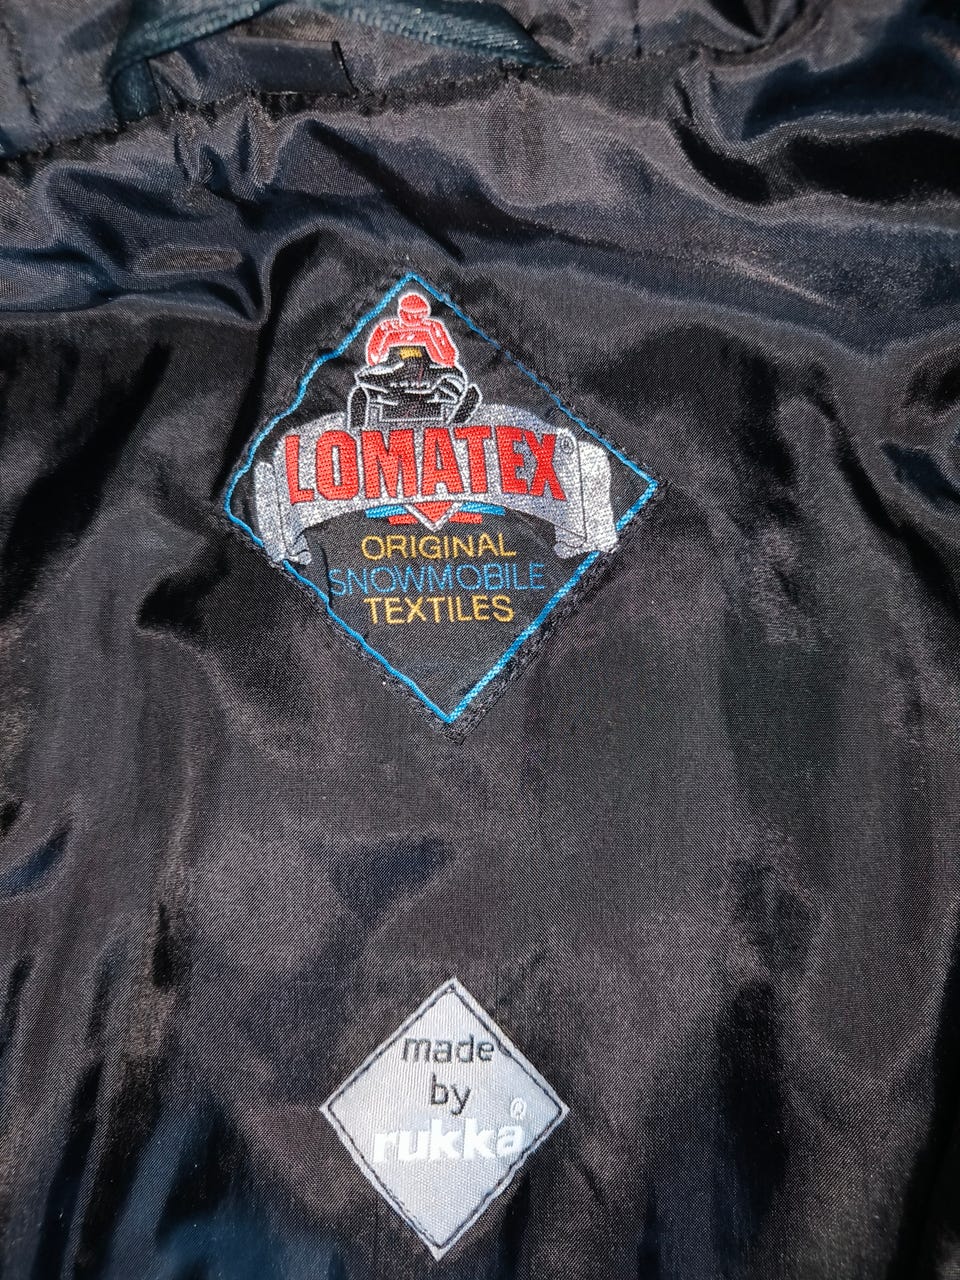 LOMATEX®
ORIGINAL
SNOWMOBILE
TEXTILES
made
by
rukka®